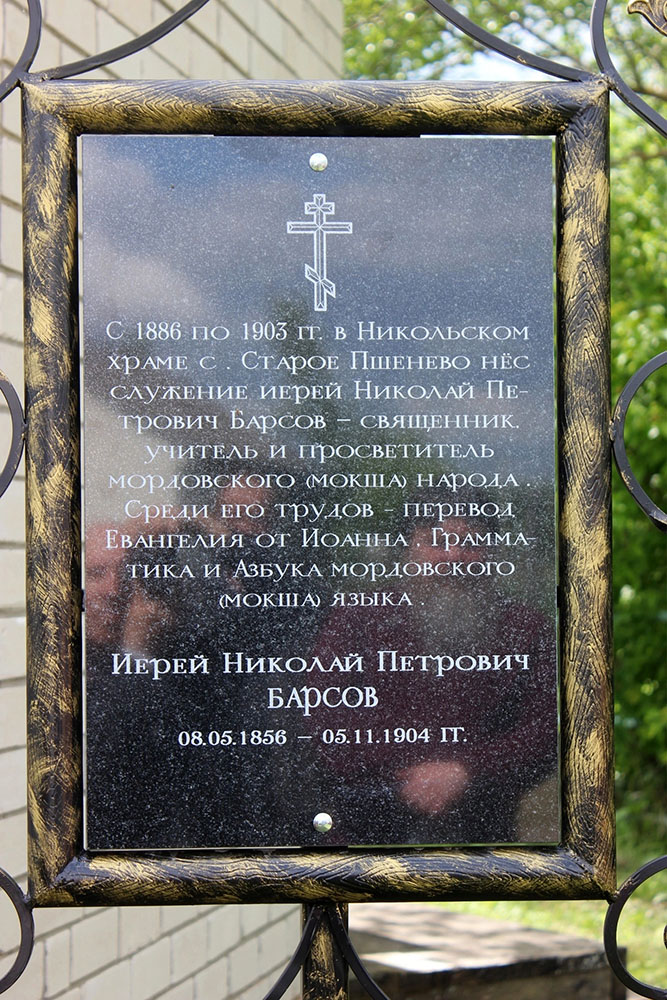 С 1886 по 1903 гг. в Никольском
храме с . Старое Пшенево нёс
служение иерей Николай Пе-
трович Барсов – священник,
учитель и просветитель
мордовского (мокша) народа .
Среди его трудов - перевод
Евангелия от Иоанна , Грамма-
тика и Азбука мордовского
(мокша) языка .
Иерей Николай Петрович
БАРСОВ
08.05.1856 – 05.11.1904 гг.